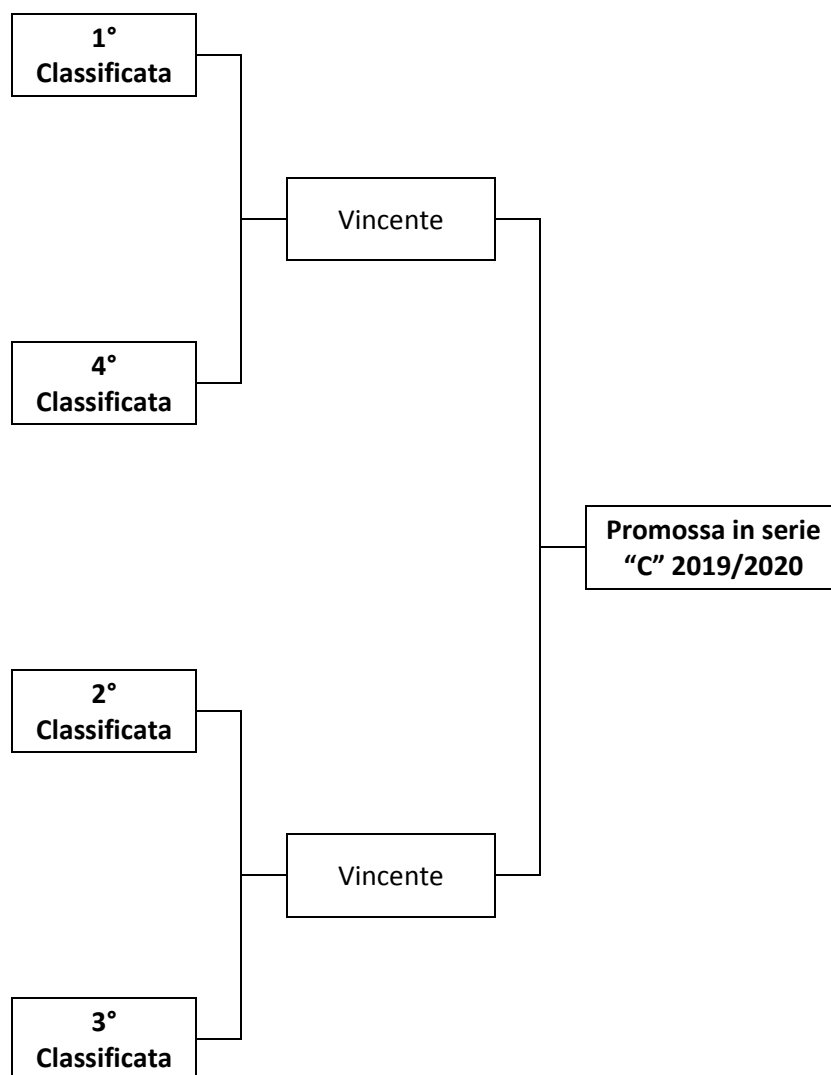 1°
Classificata
Vincente
4°
Classificata
Promossa in serie
“C” 2019/2020
2°
Classificata
Vincente
3°
Classificata